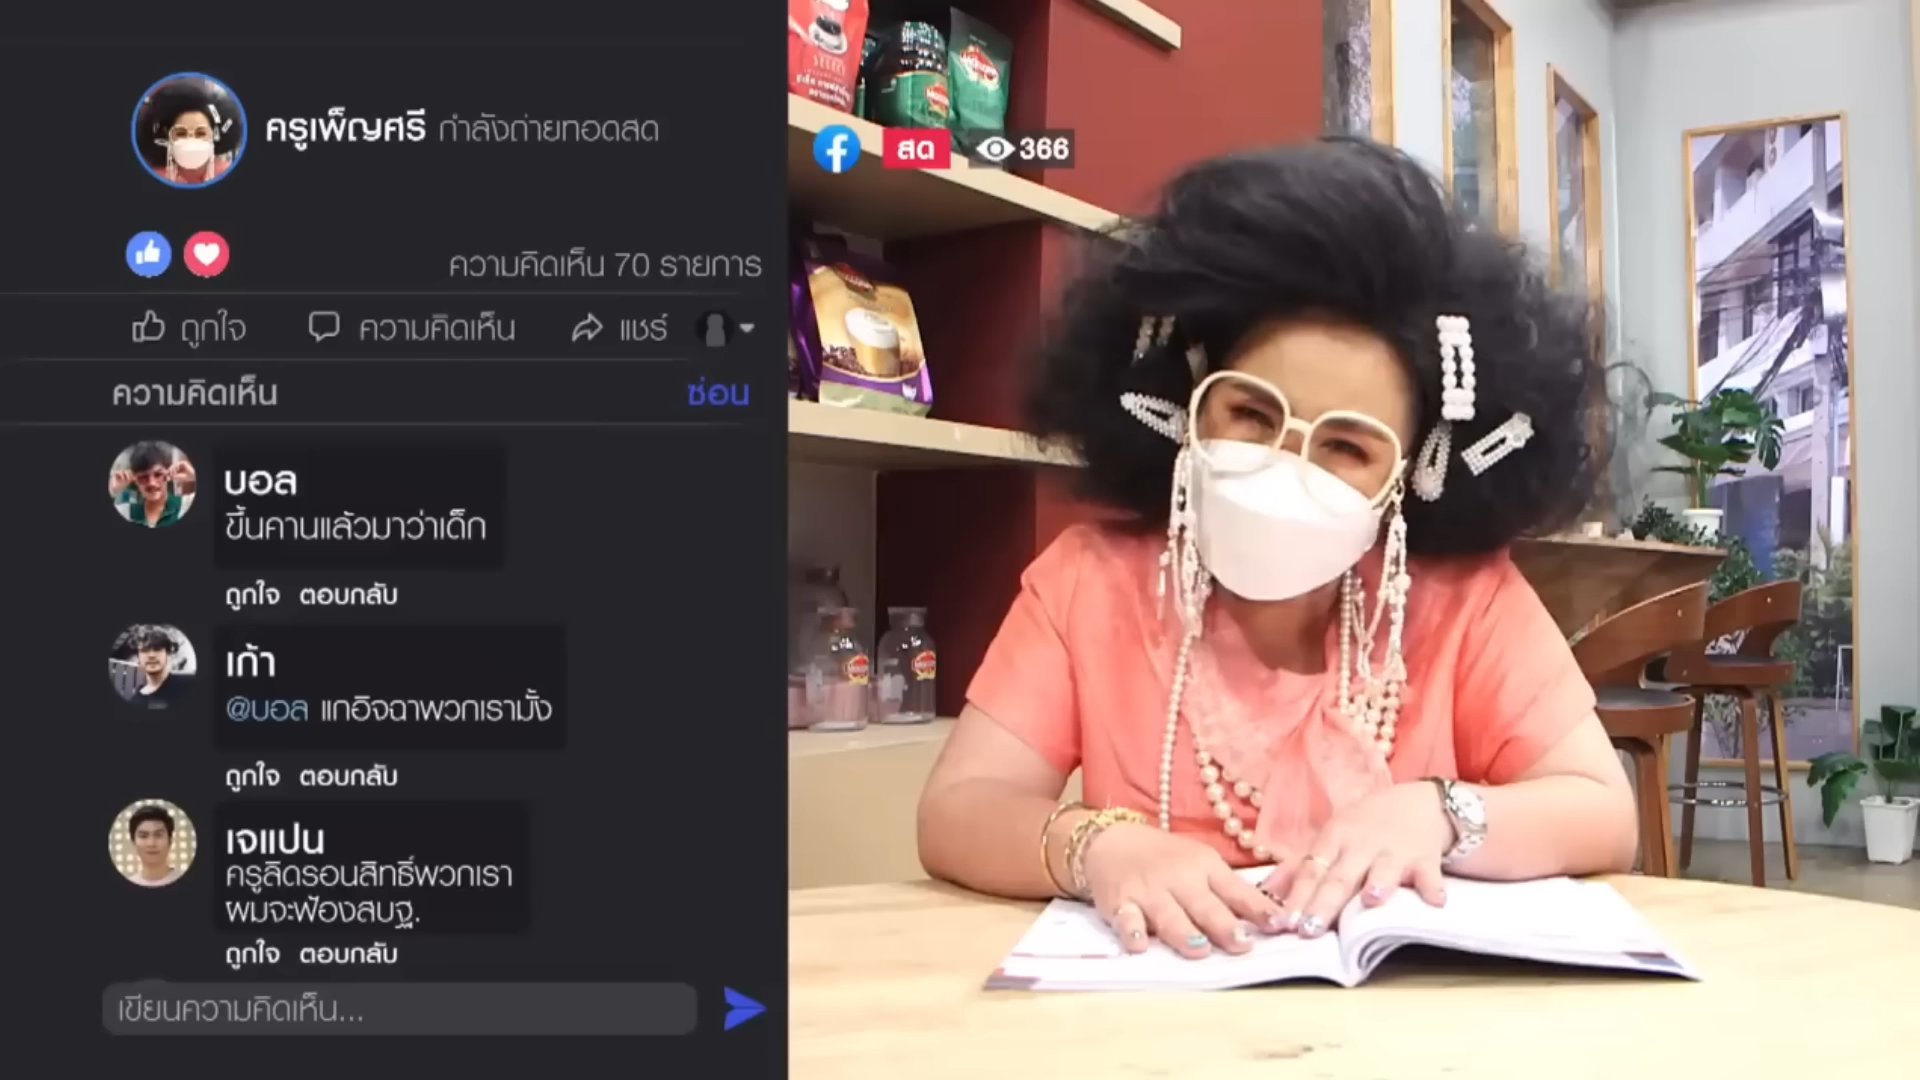 ครูเพ็ญศรี กำลังถ่ายทอดสด
ความคิดเห็น 70 รายการ
ถูกใจ ความคิดเห็น แชร์
ความคิดเห็น ซ่อน
บอล
ขึ้นคานแล้วมาว่าเด็ก
ถูกใจ ตอบกลับ
เก้า
@บอล แกอิจฉาพวกเรามั้ง
ถูกใจ ตอบกลับ
เจแปน
ครูลิดรอนสิทธิ์พวกเรา
ผมจะฟ้องสบฐ.
ถูกใจ ตอบกลับ
เขียนความคิดเห็น...
สด 366